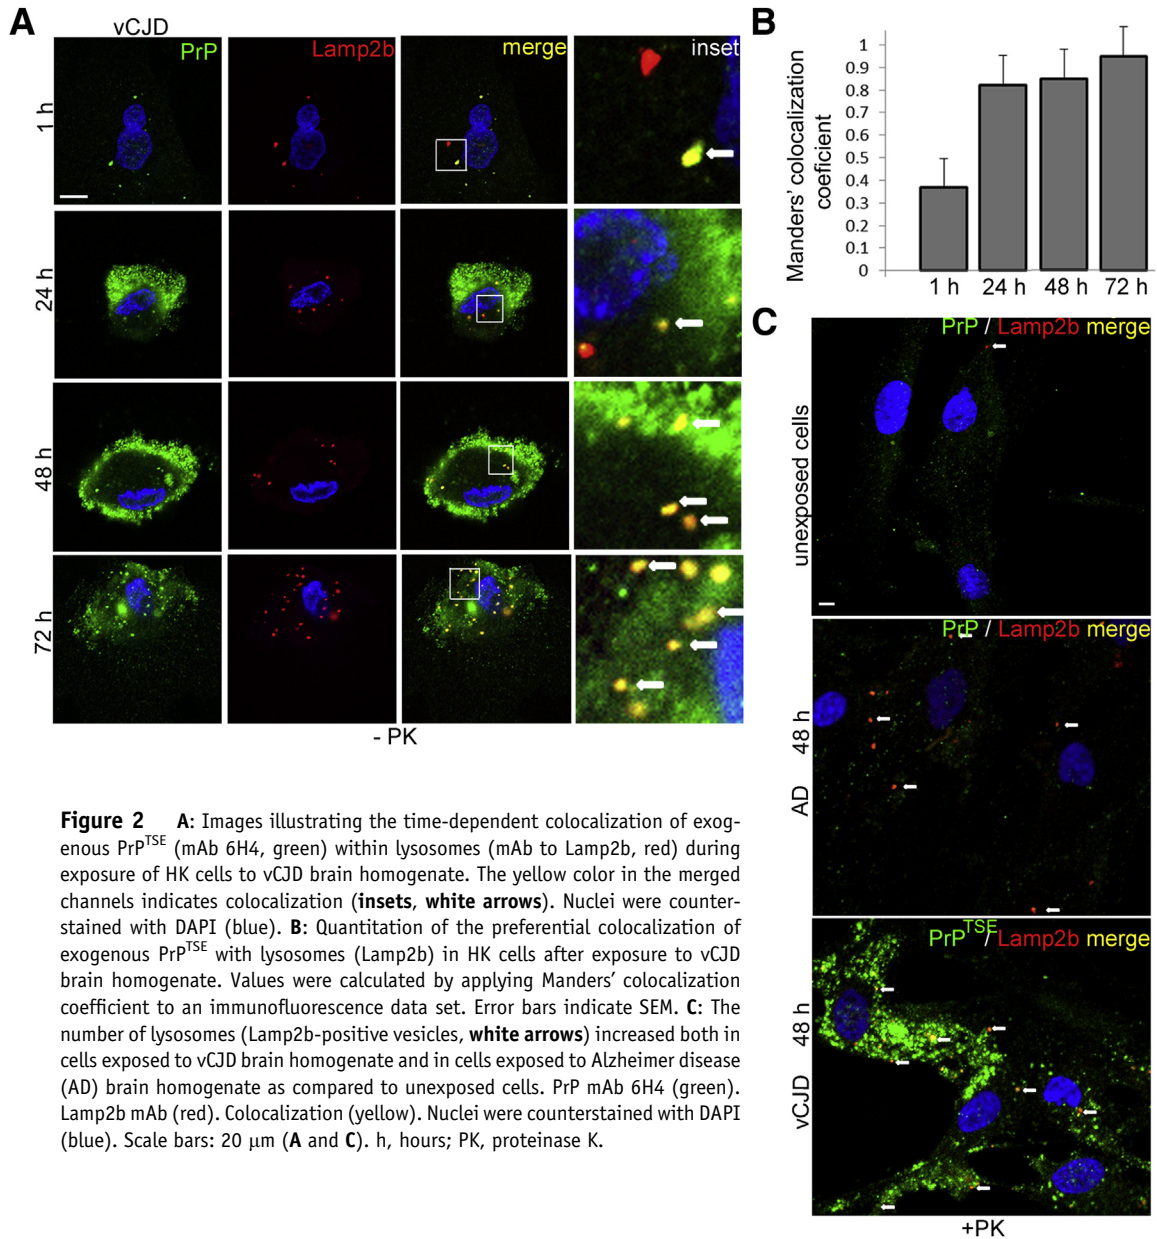 A
vCJD
PrP
Lamp2b
merge
inset
1 h
24 h
48 h
72 h
- PK
B
Manders' colocalization
coeficient
1
0.9
0.8
0.7
0.6
0.5
0.4
0.3
0.2
0.1
0
1 h 24 h 48 h 72 h
C
PrP / Lamp2b merge
unexposed cells
PrP / Lamp2b merge
AD 48 h
PrPTSE/ Lamp2b merge
vCJD 48 h
+PK
Figure 2 A: Images illustrating the time-dependent colocalization of exog-
enous PrPTSE (mAb 6H4, green) within lysosomes (mAb to Lamp2b, red) during
exposure of HK cells to vCJD brain homogenate. The yellow color in the merged
channels indicates colocalization (insets, white arrows). Nuclei were counter-
stained with DAPI (blue). B: Quantitation of the preferential colocalization of
exogenous PrPTSE with lysosomes (Lamp2b) in HK cells after exposure to vCJD
brain homogenate. Values were calculated by applying Manders' colocalization
coefficient to an immunofluorescence data set. Error bars indicate SEM. C: The
number of lysosomes (Lamp2b-positive vesicles, white arrows) increased both in
cells exposed to vCJD brain homogenate and in cells exposed to Alzheimer disease
(AD) brain homogenate as compared to unexposed cells. PrP mAb 6H4 (green).
Lamp2b mAb (red). Colocalization (yellow). Nuclei were counterstained with DAPI
(blue). Scale bars: 20 μm (A and C). h, hours; PK, proteinase K.